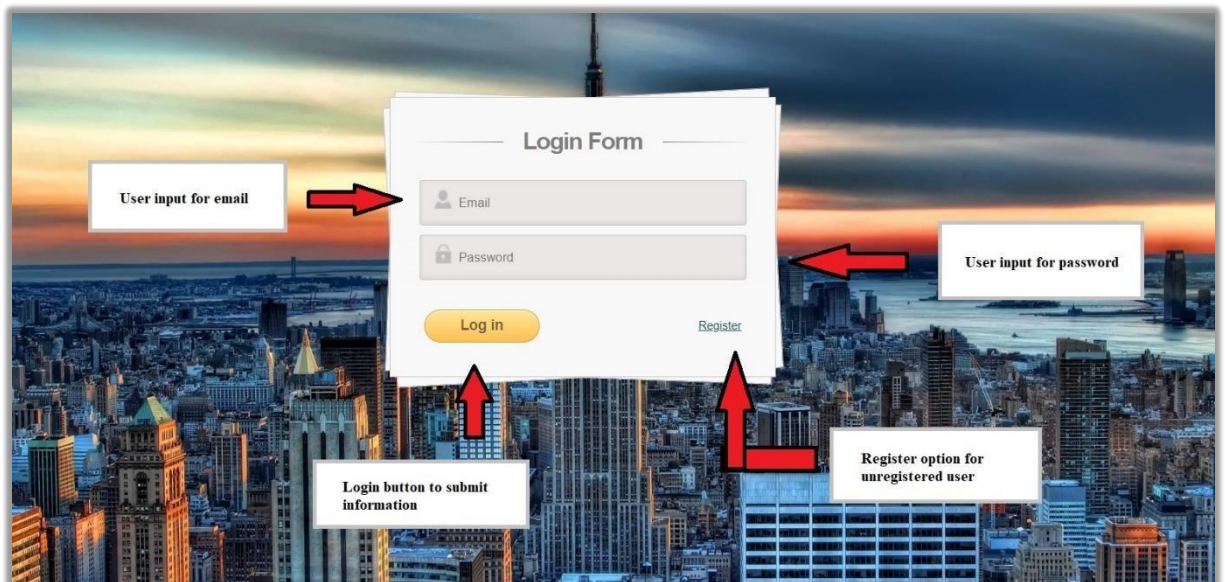 Login Form
User input for email
Email
Password
User input for password
Log in
Register
Login button to submit
information
Register option for
unregistered user